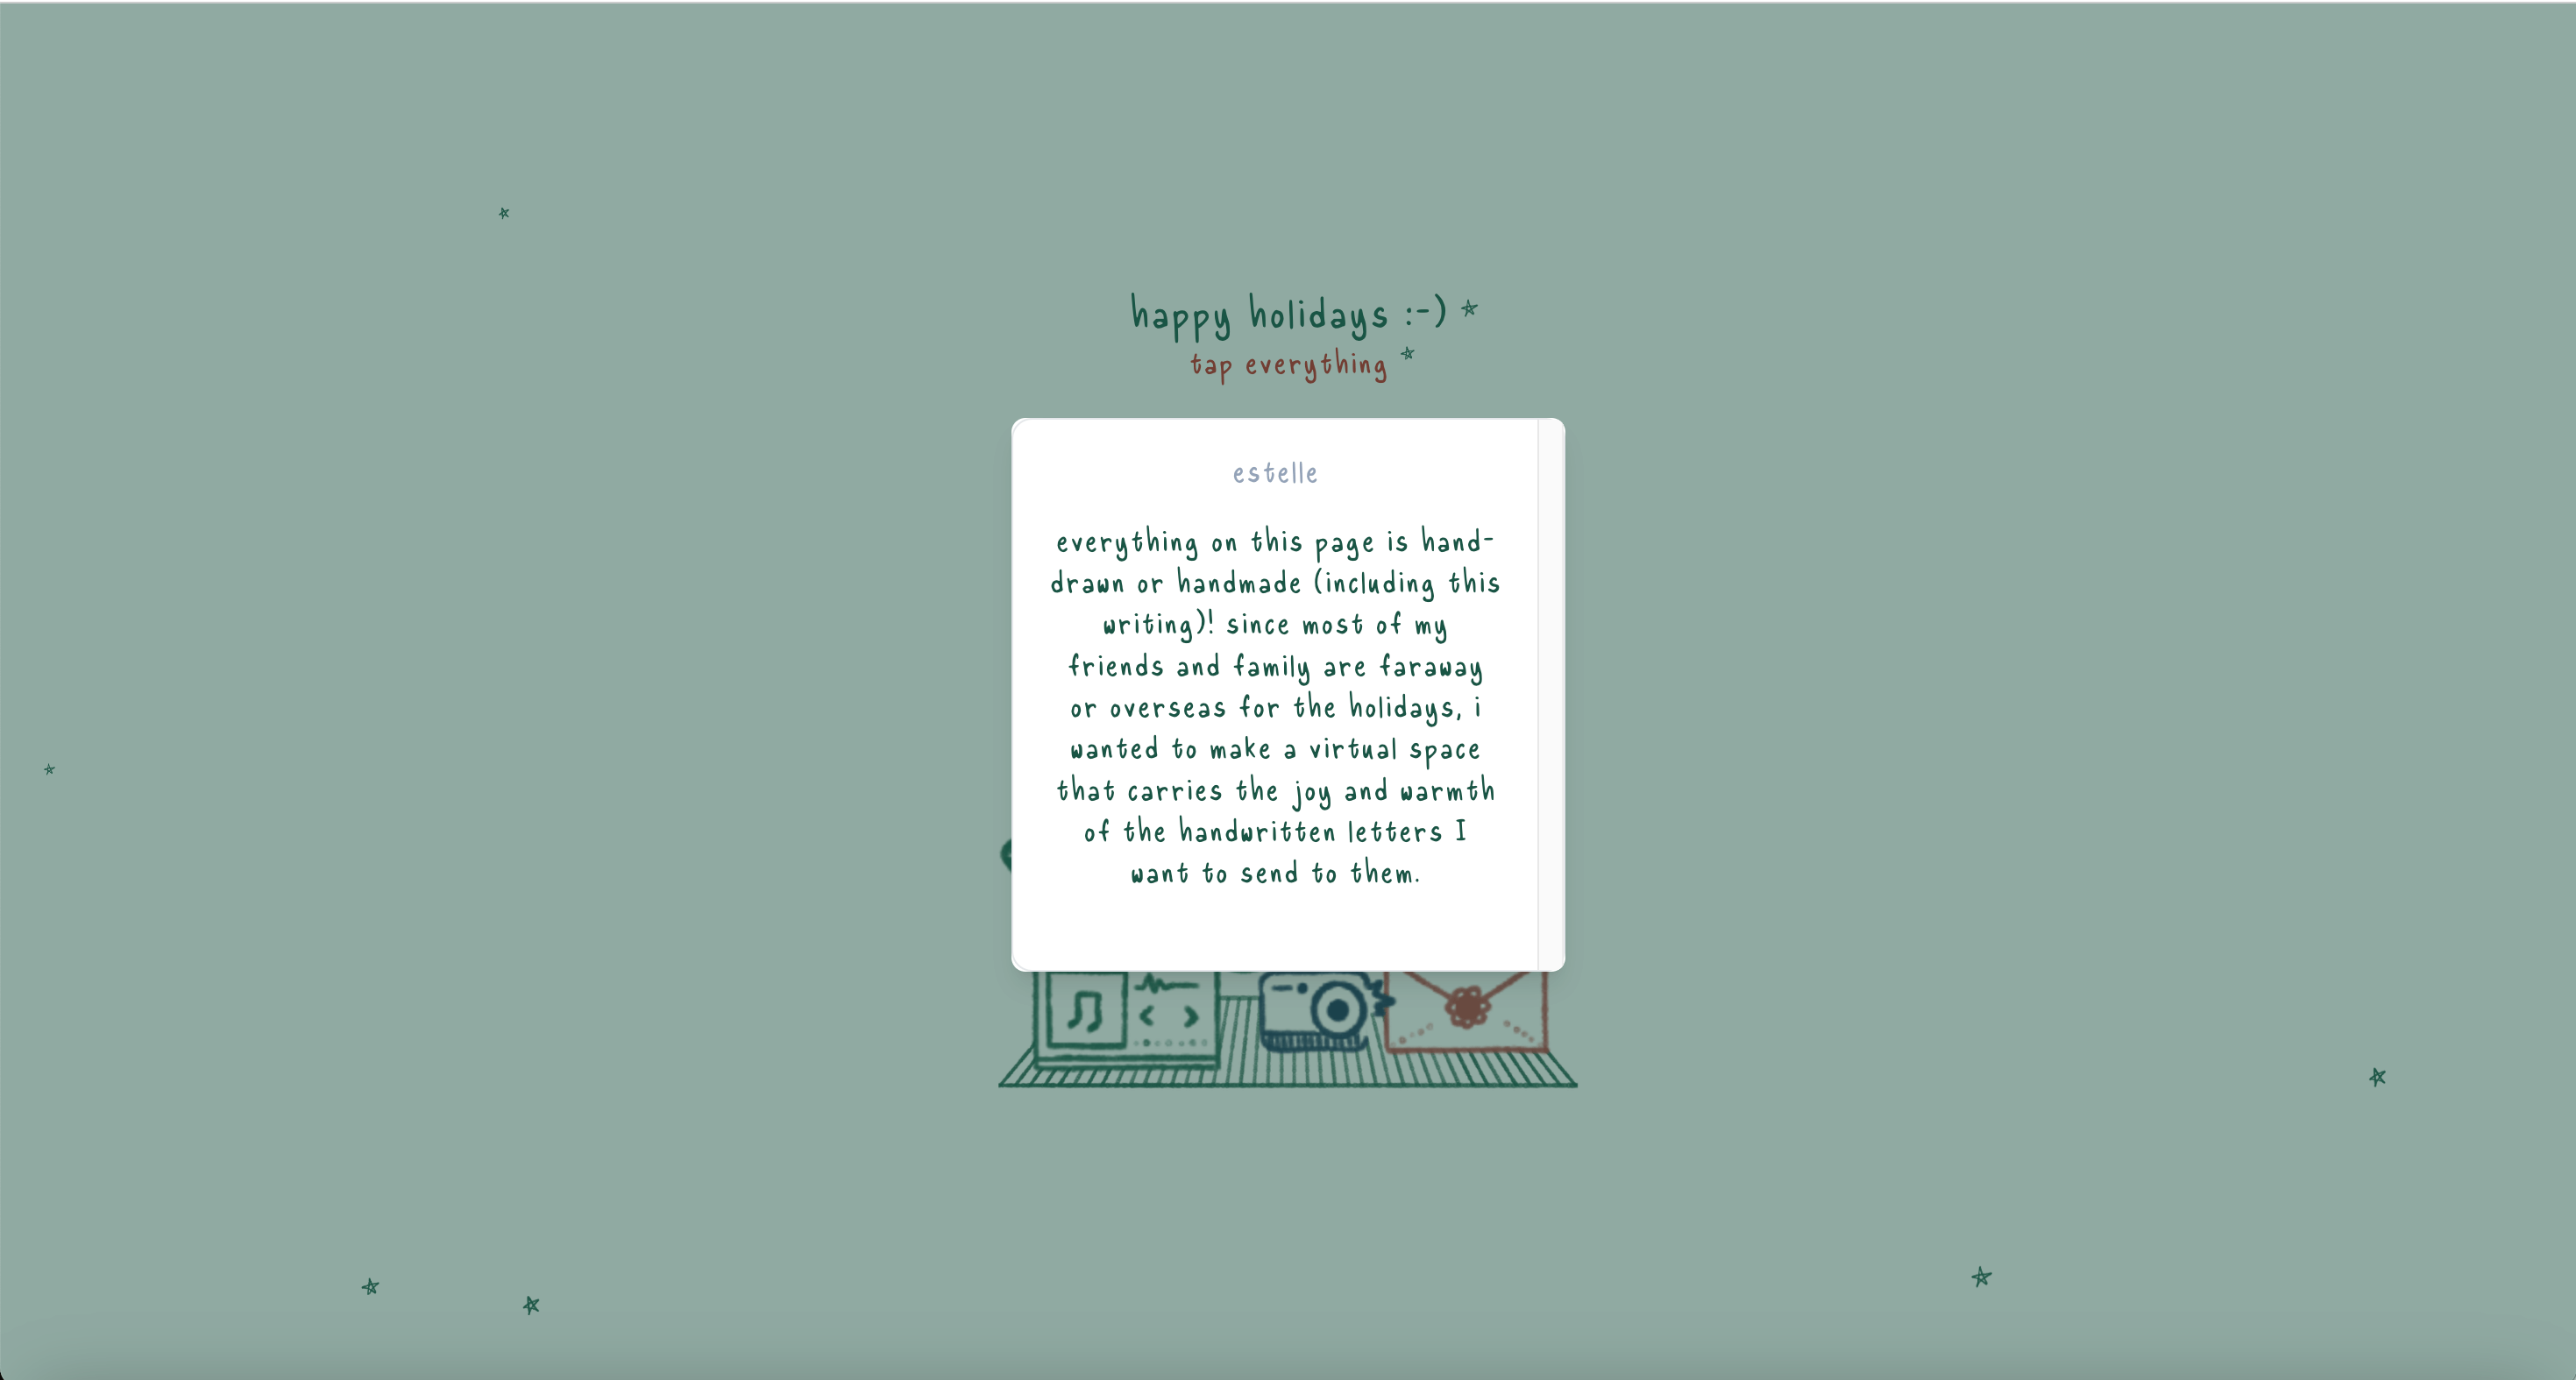 happy holidays :-)
tap everything
estelle
everything on this page is hand-
drawn or handmade (including this
writing)! since most of my
friends and family are faraway
or overseas for the holidays, i
wanted to make a virtual space
that carries the joy and warmth
of the handwritten letters I
want to send to them.